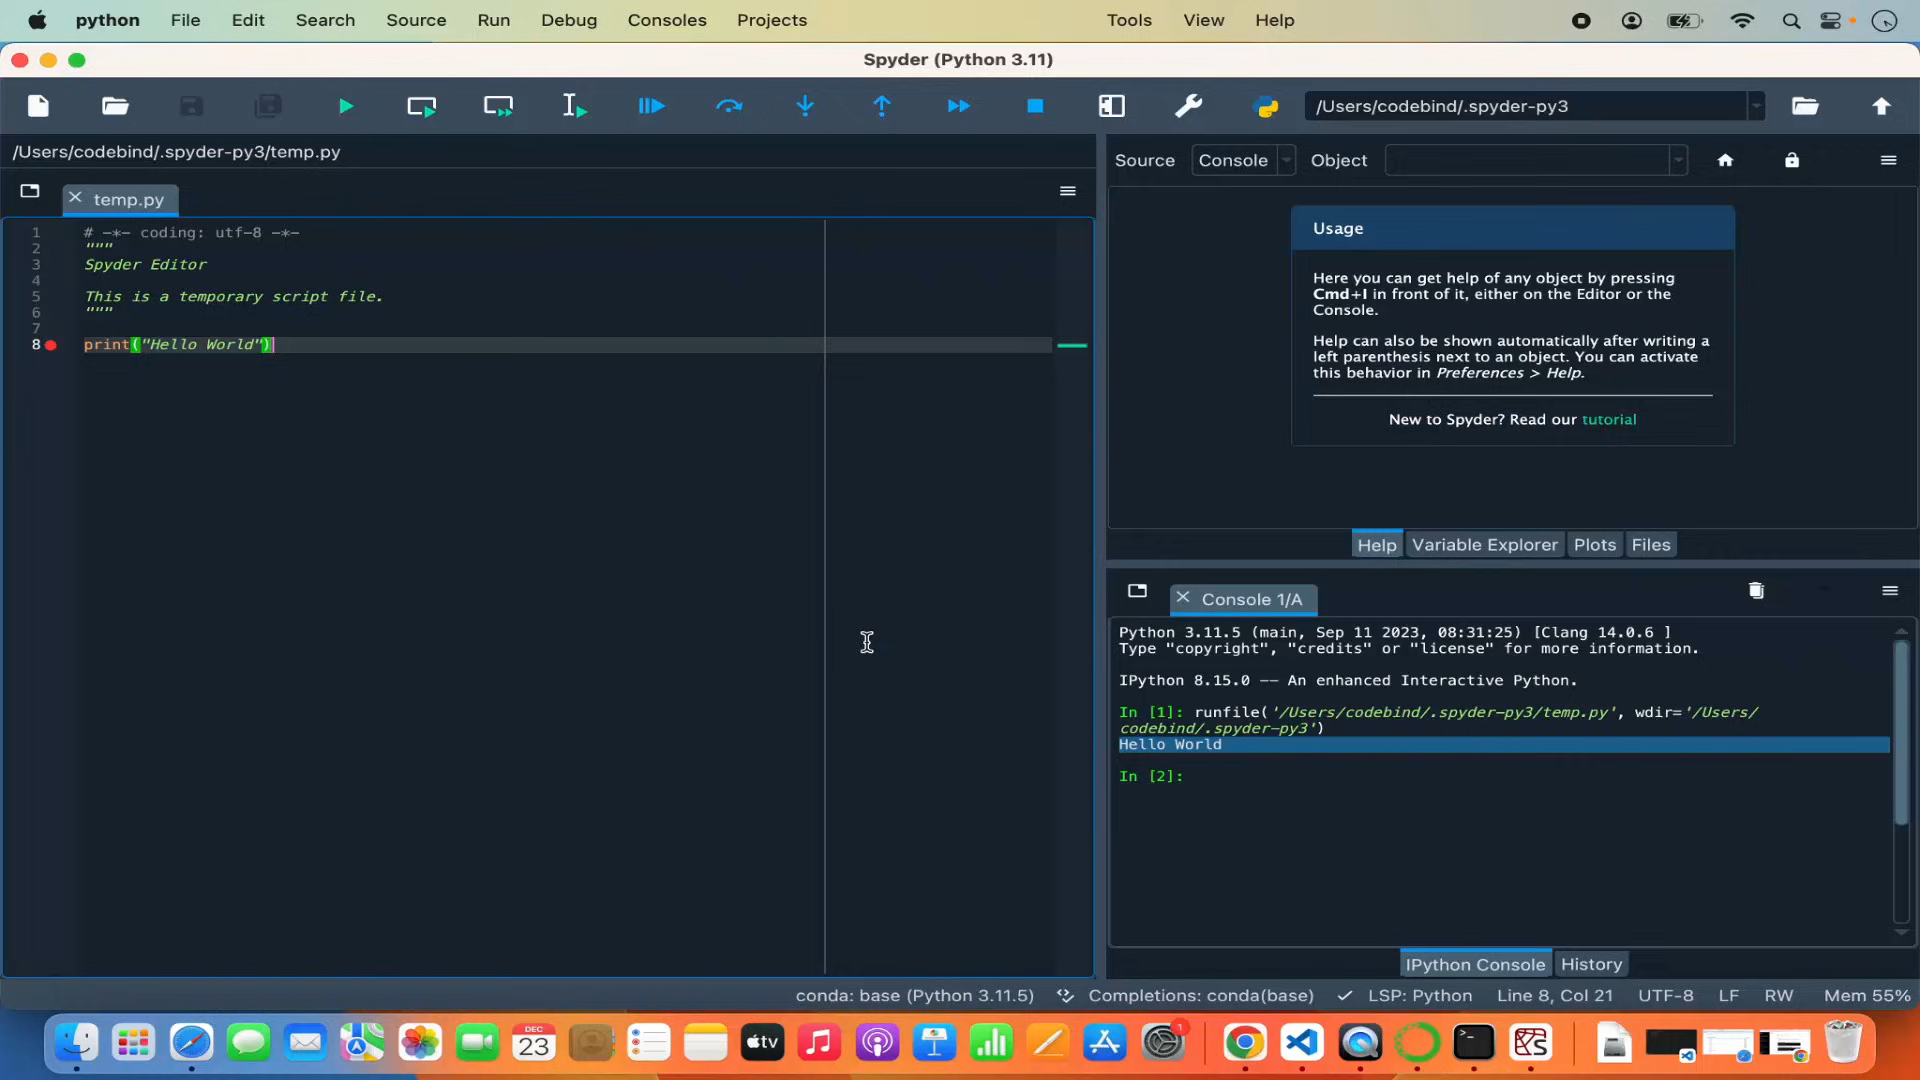 python File Edit Search Source Run Debug Consoles Projects Tools View Help
Spyder (Python 3.11)
/Users/codebind/.spyder-py3
/Users/codebind/.spyder-py3/temp.py
Source Console Object
temp.py
1 # -*- coding: utf-8 -*-
2 """
3 Spyder Editor
4
5 This is a temporary script file.
6 """
7
8 print("Hello World")
Usage
Here you can get help of any object by pressing
Cmd+I in front of it, either on the Editor or the
Console.
Help can also be shown automatically after writing a
left parenthesis next to an object. You can activate
this behavior in Preferences > Help.
New to Spyder? Read our tutorial
Help Variable Explorer Plots Files
Console 1/A
Python 3.11.5 (main, Sep 11 2023, 08:31:25) [Clang 14.0.6 ]
Type "copyright", "credits" or "license" for more information.
IPython 8.15.0 -- An enhanced Interactive Python.
In [1]: runfile('/Users/codebind/.spyder-py3/temp.py', wdir='/Users/
codebind/.spyder-py3')
Hello World
In [2]:
IPython Console History
conda: base (Python 3.11.5) Completions: conda(base) LSP: Python Line 8, Col 21 UTF-8 LF RW Mem 55%
DEC
23
tv
1